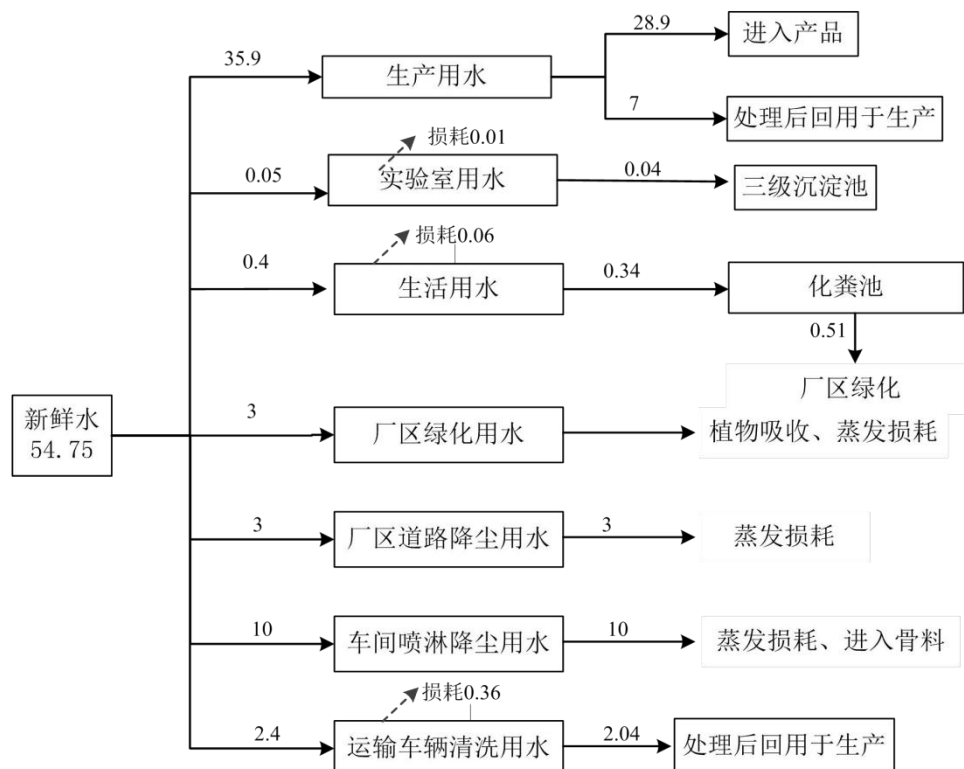 28.9
进入产品
35.9
生产用水
7
处理后回用于生产
损耗0.01
0.05
实验室用水
0.04
三级沉淀池
损耗0.06
0.4
生活用水
0.34
化粪池
0.51
厂区绿化
新鲜水
54.75
3
厂区绿化用水
植物吸收、蒸发损耗
3
厂区道路降尘用水
3
蒸发损耗
10
车间喷淋降尘用水
10
蒸发损耗、进入骨料
损耗0.36
2.4
运输车辆清洗用水
2.04
处理后回用于生产